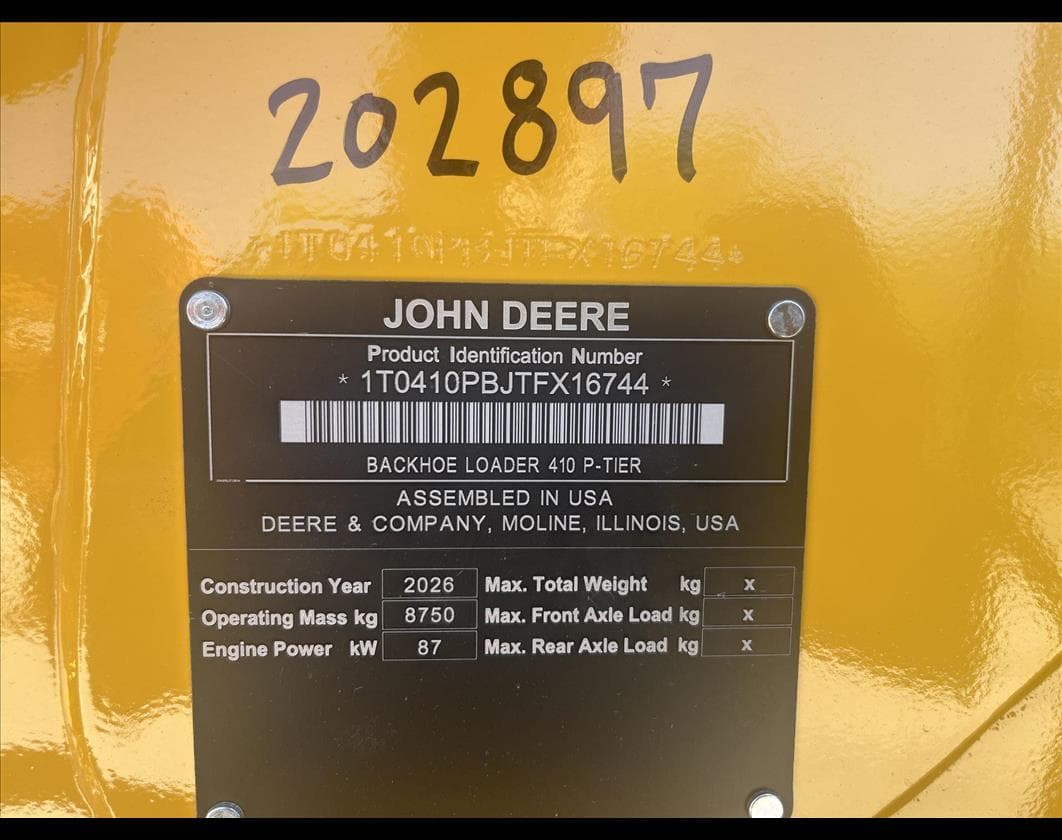 202897
*1T0410PBJTFX16744*
JOHN DEERE
Product Identification Number
* 1T0410PBJTFX16744 *
BACKHOE LOADER 410 P-TIER
ASSEMBLED IN USA
DEERE & COMPANY, MOLINE, ILLINOIS, USA
Construction Year 2026 Max. Total Weight kg x
Operating Mass kg 8750 Max. Front Axle Load kg x
Engine Power kW 87 Max. Rear Axle Load kg x